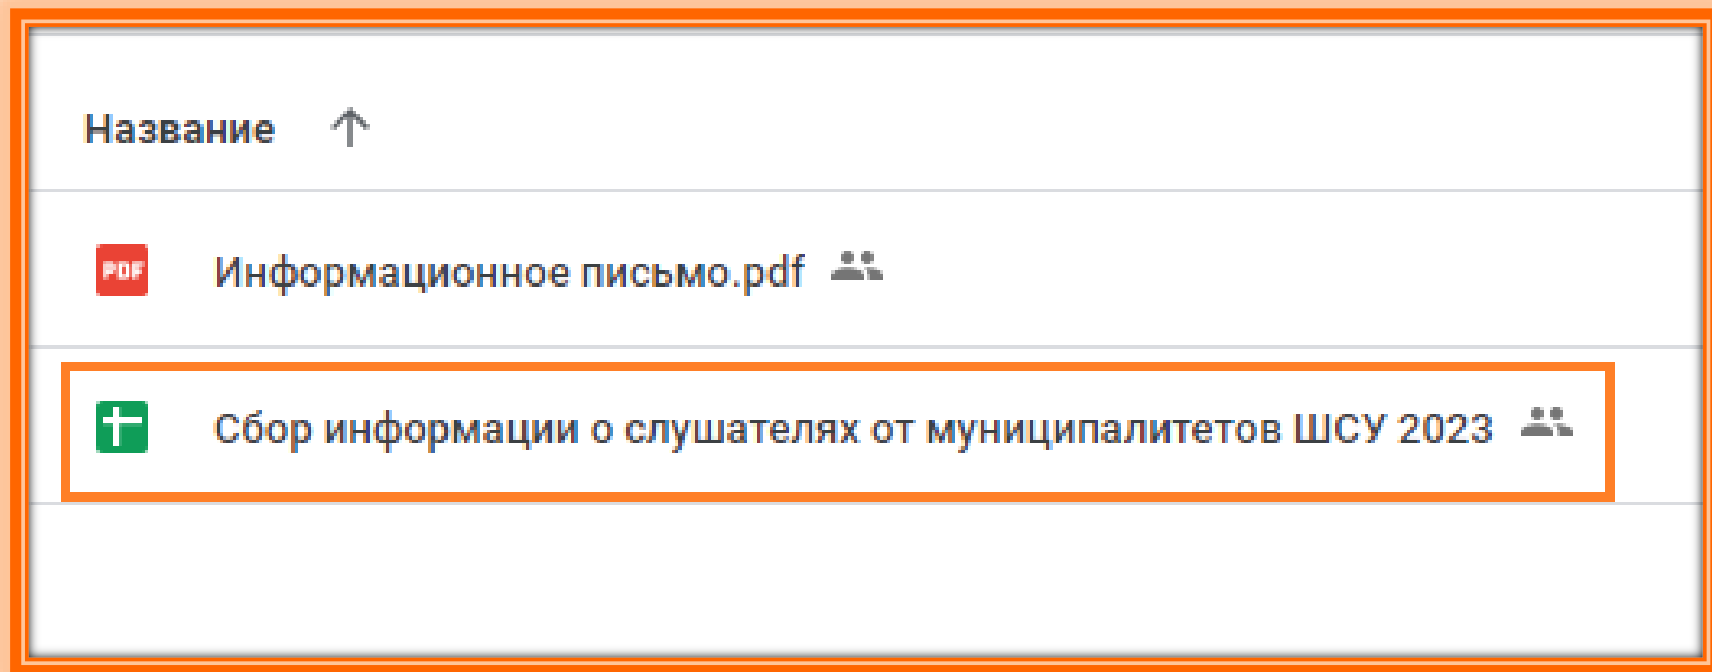 Название
PDF
Информационное письмо.pdf
Сбор информации о слушателях от муниципалитетов ШСУ 2023